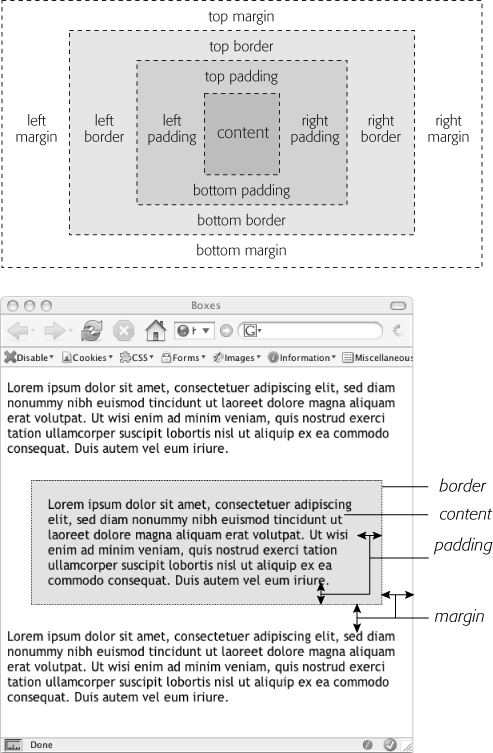 top margin
top border
top padding
left margin
left border
left padding
content
right padding
right border
right margin
bottom padding
bottom border
bottom margin
Boxes
Disable Cookies CSS Forms Images Information Miscellaneous
Lorem ipsum dolor sit amet, consectetuer adipiscing elit, sed diam
nonummy nibh euismod tincidunt ut laoreet dolore magna aliquam
erat volutpat. Ut wisi enim ad minim veniam, quis nostrud exerci
tation ullamcorper suscipit lobortis nisl ut aliquip ex ea commodo
consequat. Duis autem vel eum iriure.
border
Lorem ipsum dolor sit amet, consectetuer adipiscing
content
elit, sed diam nonummy nibh euismod tincidunt ut
laoreet dolore magna aliquam erat volutpat. Ut wisi
padding
enim ad minim veniam, quis nostrud exerci tation
ullamcorper suscipit lobortis nisl ut aliquip ex ea
commodo consequat. Duis autem vel eum iriure.
margin
Lorem ipsum dolor sit amet, consectetuer adipiscing elit, sed diam
nonummy nibh euismod tincidunt ut laoreet dolore magna aliquam
erat volutpat. Ut wisi enim ad minim veniam, quis nostrud exerci
tation ullamcorper suscipit lobortis nisl ut aliquip ex ea commodo
consequat. Duis autem vel eum iriure.
Done